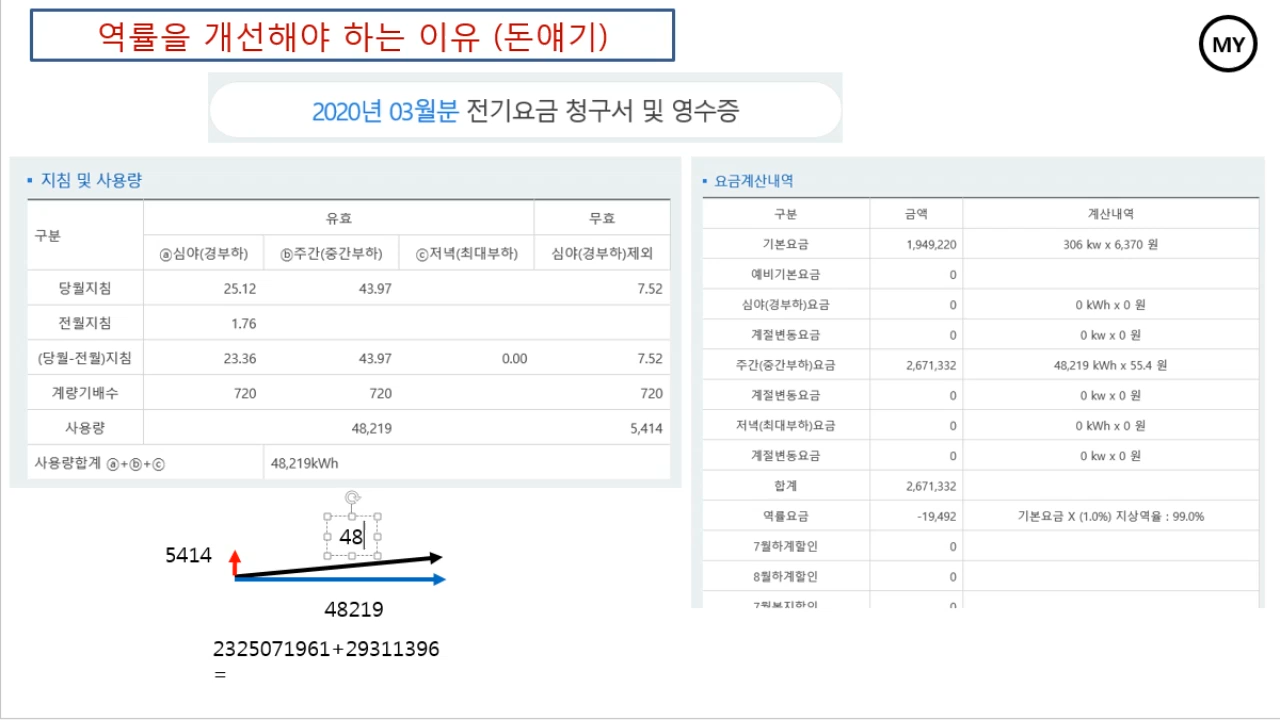 역률을 개선해야 하는 이유 (돈얘기)
MY
2020년 03월분 전기요금 청구서 및 영수증
▪ 지침 및 사용량
구분 유효 무효
ⓐ심야(경부하) ⓑ주간(중간부하) ⓒ저녁(최대부하) 심야(경부하)제외
당월지침 25.12 43.97 7.52
전월지침 1.76
(당월-전월)지침 23.36 43.97 0.00 7.52
계량기배수 720 720 720
사용량 48,219 5,414
사용량합계 ⓐ+ⓑ+ⓒ 48,219kWh
▪ 요금계산내역
구분 금액 계산내역
기본요금 1,949,220 306 kw x 6,370 원
예비기본요금 0
심야(경부하)요금 0 0 kWh x 0 원
계절변동요금 0 0 kw x 0 원
주간(중간부하)요금 2,671,332 48,219 kWh x 55.4 원
계절변동요금 0 0 kw x 0 원
저녁(최대부하)요금 0 0 kWh x 0 원
계절변동요금 0 0 kw x 0 원
합계 2,671,332
역률요금 -19,492 기본요금 X (1.0%) 지상역율 : 99.0%
7월하계할인 0
8월하계할인 0
7월복지할인 0
48
5414
48219
2325071961+29311396
=